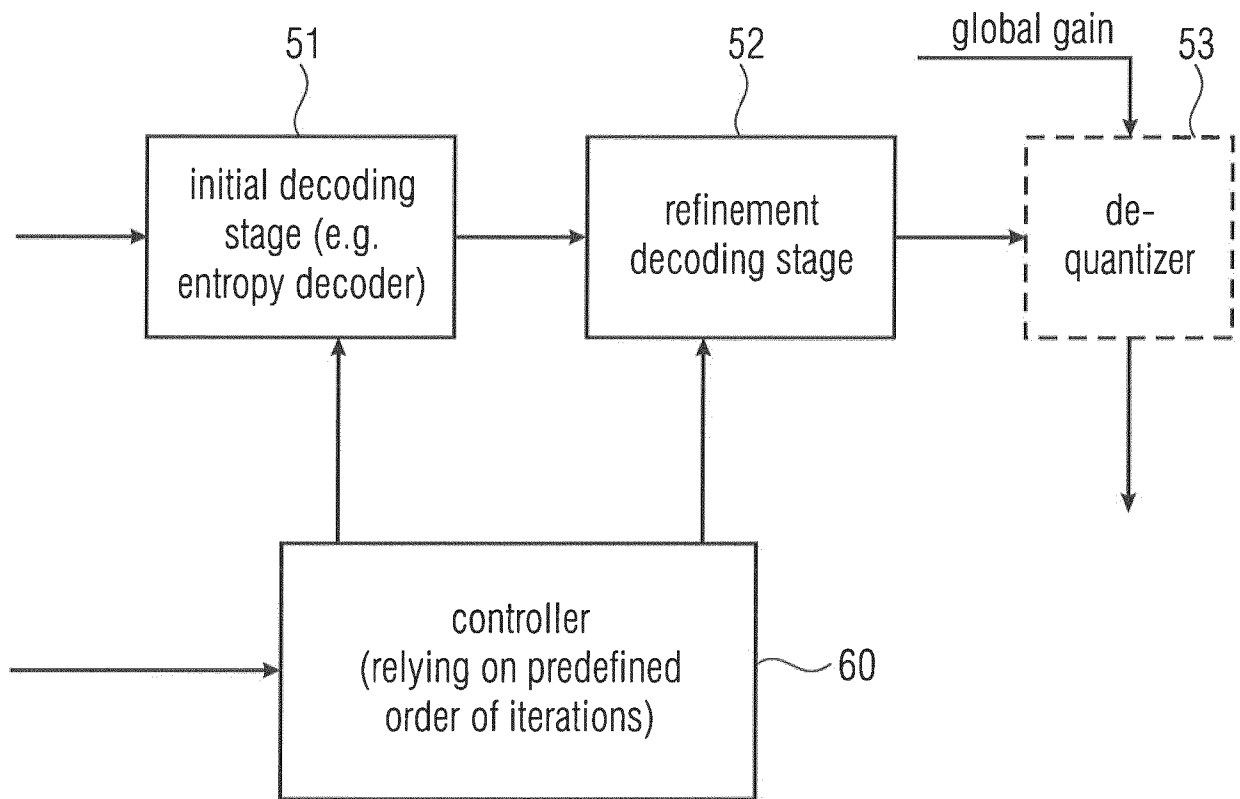 51
52
global gain
53
initial decoding
stage (e.g.
entropy decoder)
refinement
decoding stage
de-
quantizer
controller
(relying on predefined
order of iterations)
60